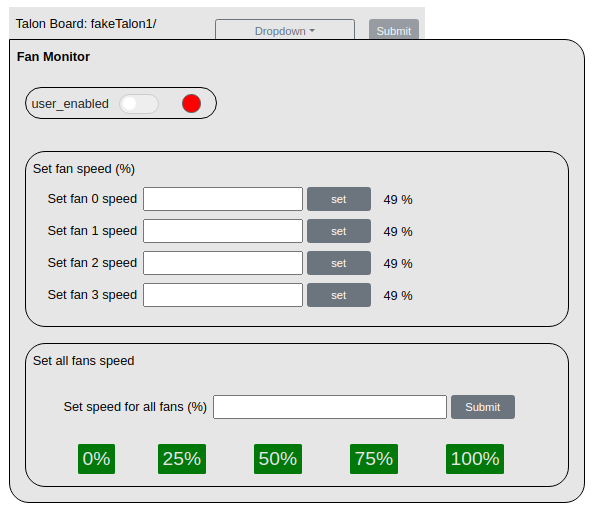 Talon Board: fakeTalon1/ Dropdown Submit
Fan Monitor
user_enabled
Set fan speed (%)
Set fan 0 speed set 49 %
Set fan 1 speed set 49 %
Set fan 2 speed set 49 %
Set fan 3 speed set 49 %
Set all fans speed
Set speed for all fans (%) Submit
0% 25% 50% 75% 100%